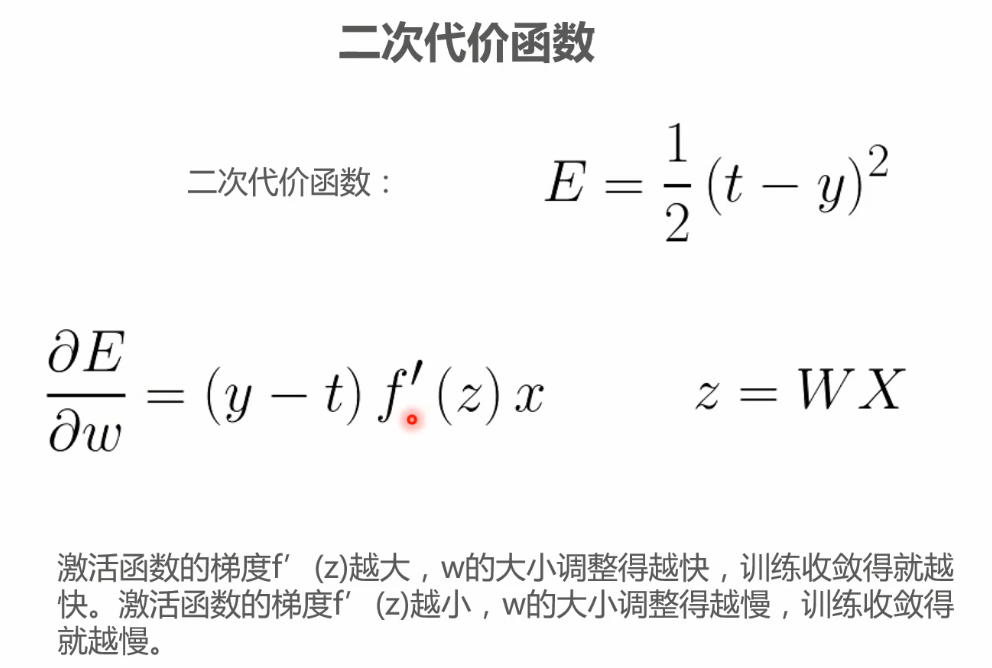 二次代价函数
二次代价函数：
E = \frac{1}{2}(t - y)^2
\frac{\partial E}{\partial w} = (y - t) f'(z) x
z = WX
激活函数的梯度f’(z)越大，w的大小调整得越快，训练收敛得就越
快。激活函数的梯度f’(z)越小，w的大小调整得越慢，训练收敛得
就越慢。